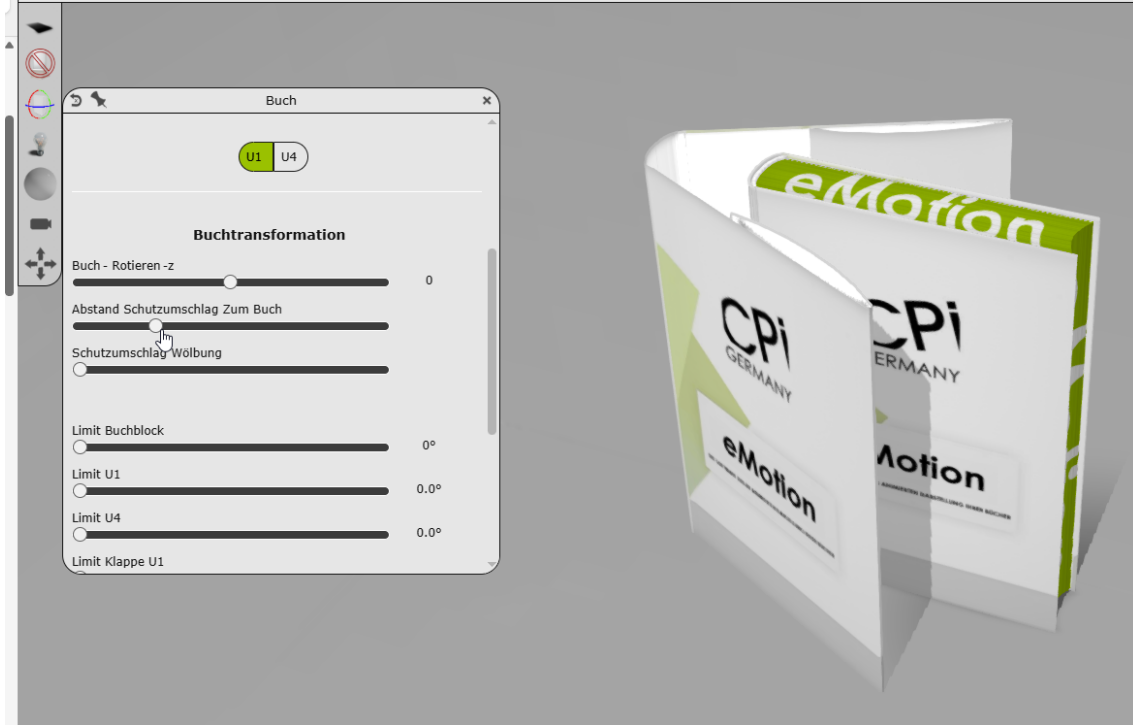 Buch
U1 U4
Buchtransformation
Buch - Rotieren -z
0
Abstand Schutzumschlag Zum Buch
Schutzumschlag Wölbung
Limit Buchblock
0°
Limit U1
0.0°
Limit U4
0.0°
Limit Klappe U1
eMotion
CPi
GERMANY
eMotion
CPi
ERMANY
Motion